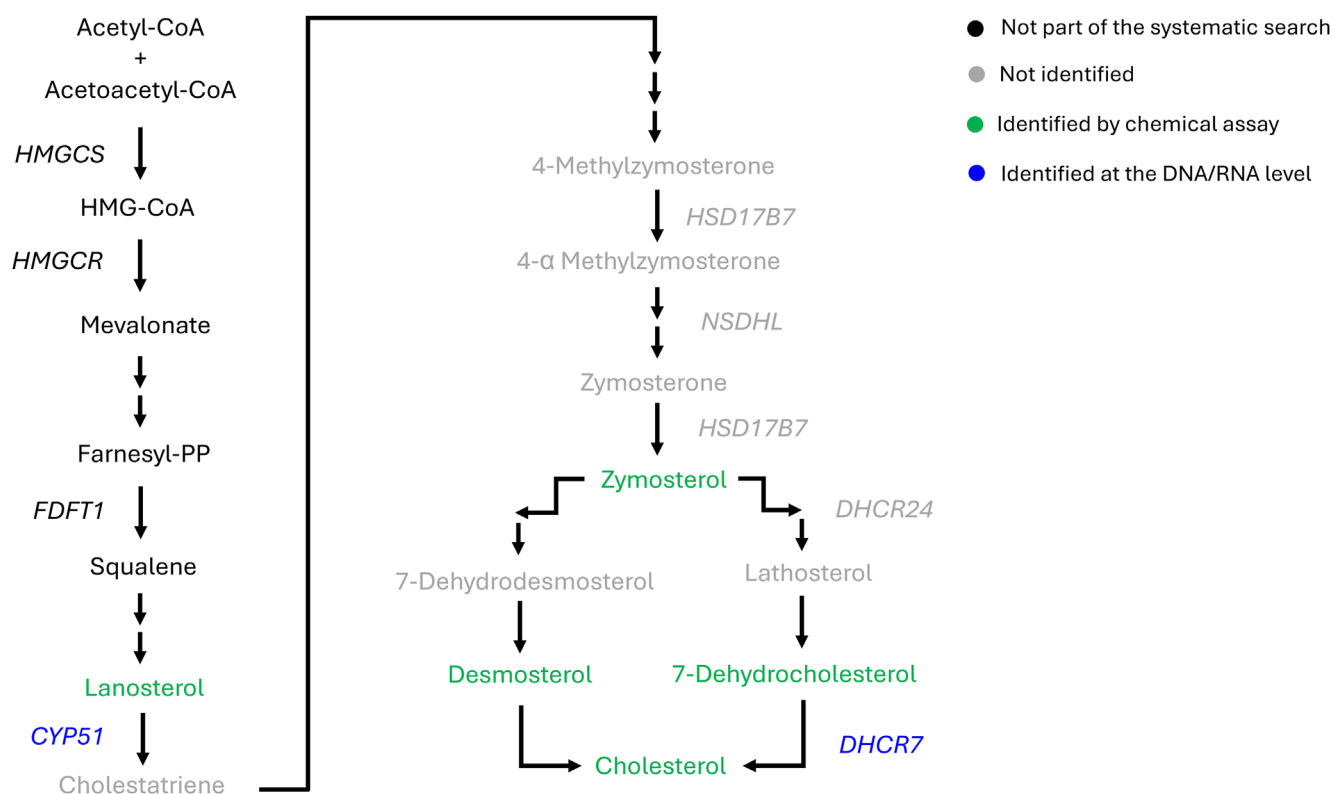 Acetyl-CoA
+
Acetoacetyl-CoA
HMGCS
HMG-CoA
HMGCR
Mevalonate
Farnesyl-PP
FDFT1
Squalene
Lanosterol
CYP51
Cholestatriene
4-Methylzymosterone
HSD17B7
4-α Methylzymosterone
NSDHL
Zymosterone
HSD17B7
Zymosterol
DHCR24
7-Dehydrodesmosterol
Lathosterol
Desmosterol
7-Dehydrocholesterol
DHCR7
Cholesterol
Not part of the systematic search
Not identified
Identified by chemical assay
Identified at the DNA/RNA level